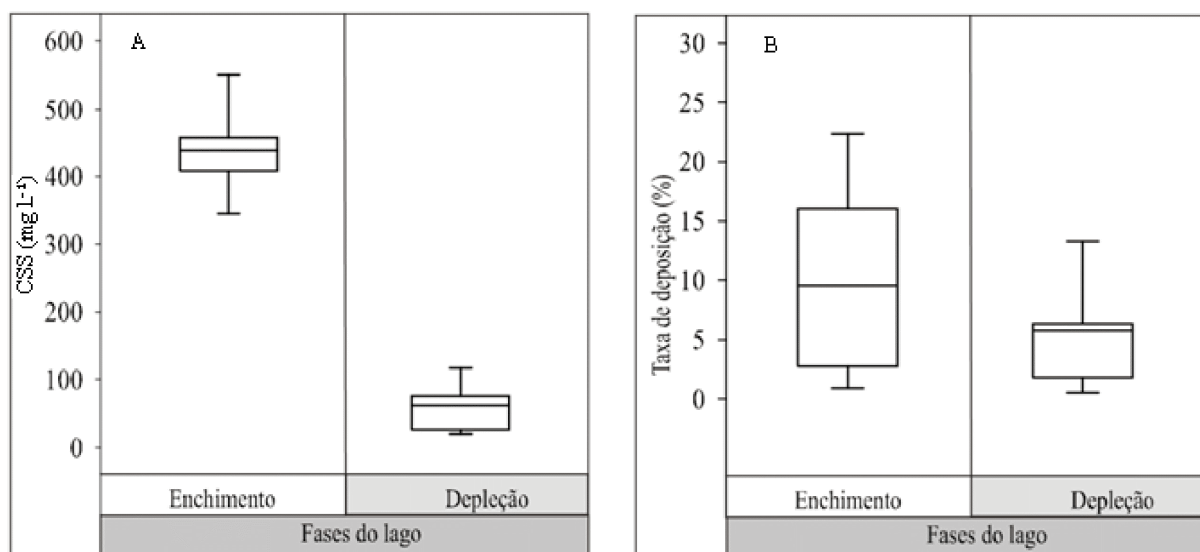 A
CSS (mg l⁻¹)
600
500
400
300
200
100
0
Enchimento
Depleção
Fases do lago
B
Taxa de deposição (%)
30
25
20
15
10
5
0
Enchimento
Depleção
Fases do lago